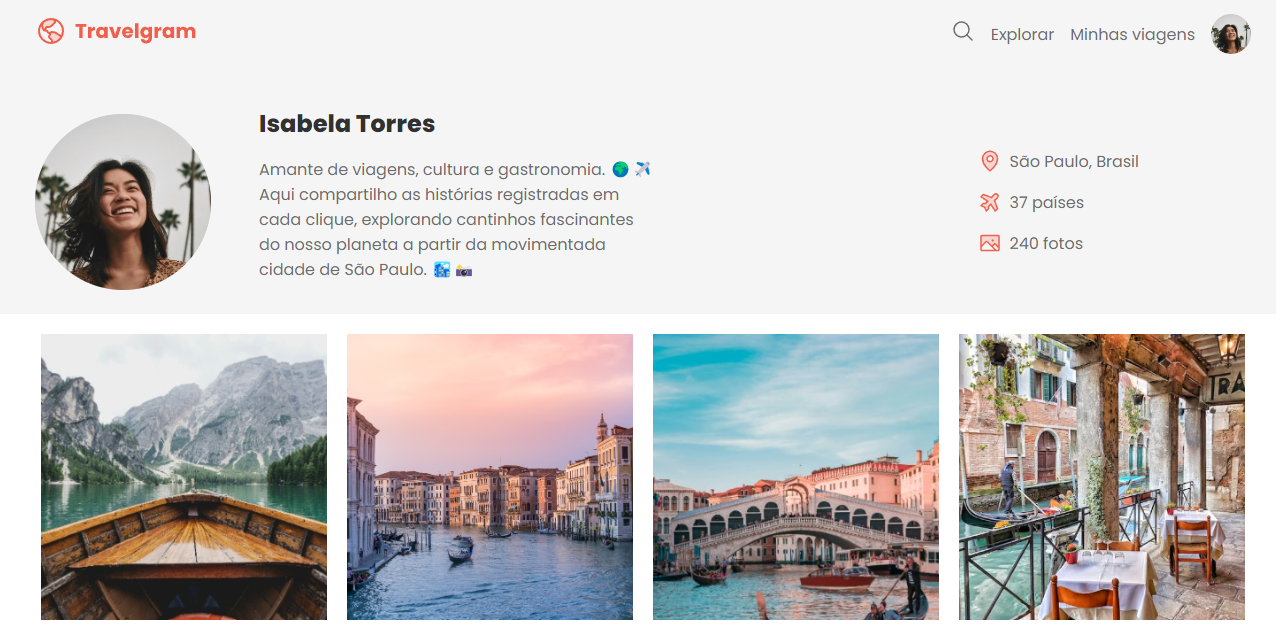 Travelgram
Explorar
Minhas viagens
Isabela Torres
Amante de viagens, cultura e gastronomia. 🌍 ✈️
Aqui compartilho as histórias registradas em
cada clique, explorando cantinhos fascinantes
do nosso planeta a partir da movimentada
cidade de São Paulo. 🏞️ 📸
São Paulo, Brasil
37 países
240 fotos
TRA